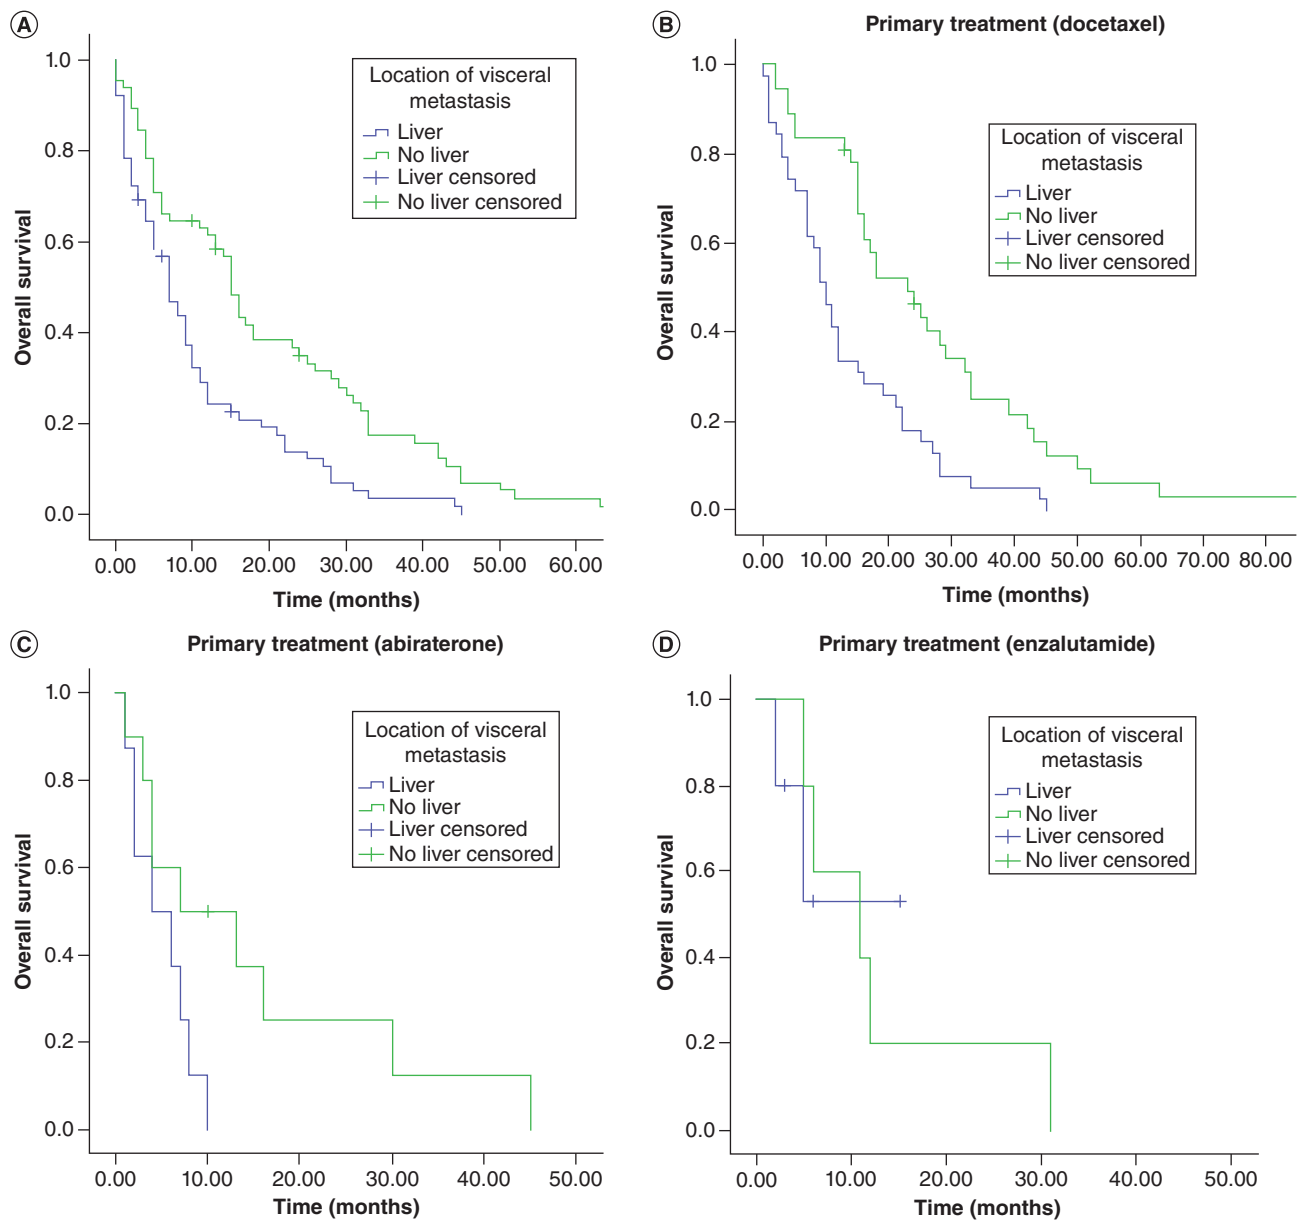 A
1.0
0.8
0.6
0.4
0.2
0.0
Overall survival
Location of visceral
metastasis
Liver
No liver
Liver censored
No liver censored
0.00 10.00 20.00 30.00 40.00 50.00 60.00
Time (months)
B
Primary treatment (docetaxel)
1.0
0.8
0.6
0.4
0.2
0.0
Overall survival
Location of visceral
metastasis
Liver
No liver
Liver censored
No liver censored
0.00 10.00 20.00 30.00 40.00 50.00 60.00 70.00 80.00
Time (months)
C
Primary treatment (abiraterone)
1.0
0.8
0.6
0.4
0.2
0.0
Overall survival
Location of visceral
metastasis
Liver
No liver
Liver censored
No liver censored
0.00 10.00 20.00 30.00 40.00 50.00
Time (months)
D
Primary treatment (enzalutamide)
1.0
0.8
0.6
0.4
0.2
0.0
Overall survival
Location of visceral
metastasis
Liver
No liver
Liver censored
No liver censored
0.00 10.00 20.00 30.00 40.00 50.00
Time (months)